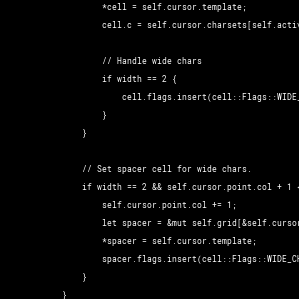 *cell = self.cursor.template;
cell.c = self.cursor.charsets[self.activ
// Handle wide chars
if width == 2 {
cell.flags.insert(cell::Flags::WIDE_
}
}
// Set spacer cell for wide chars.
if width == 2 && self.cursor.point.col + 1 <
self.cursor.point.col += 1;
let spacer = &mut self.grid[&self.cursor
*spacer = self.cursor.template;
spacer.flags.insert(cell::Flags::WIDE_CH
}
}